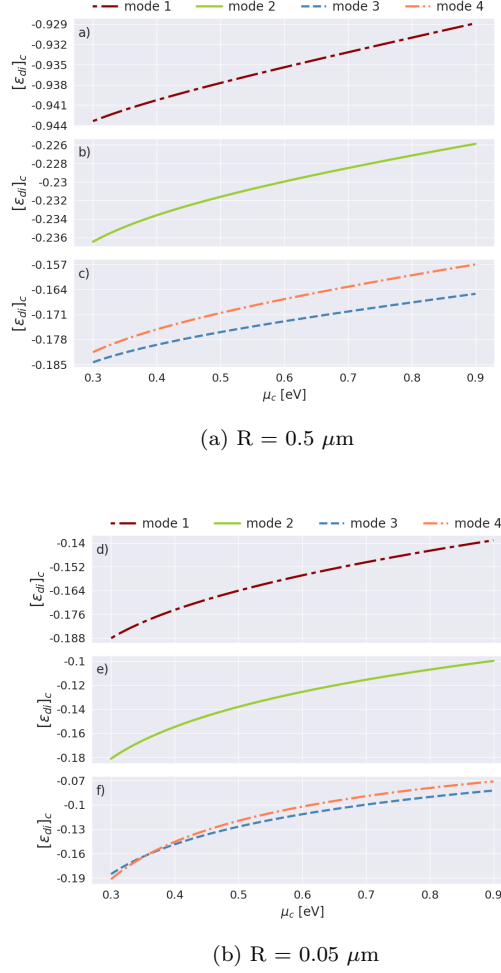 mode 1 mode 2 mode 3 mode 4
a)
[ε_di]_c
-0.929
-0.932
-0.935
-0.938
-0.941
-0.944
b)
[ε_di]_c
-0.226
-0.228
-0.23
-0.232
-0.234
-0.236
c)
[ε_di]_c
-0.157
-0.164
-0.171
-0.178
-0.185
0.3 0.4 0.5 0.6 0.7 0.8 0.9
μ_c [eV]
(a) R = 0.5 μm
mode 1 mode 2 mode 3 mode 4
d)
[ε_di]_c
-0.14
-0.152
-0.164
-0.176
-0.188
e)
[ε_di]_c
-0.1
-0.12
-0.14
-0.16
-0.18
f)
[ε_di]_c
-0.07
-0.1
-0.13
-0.16
-0.19
0.3 0.4 0.5 0.6 0.7 0.8 0.9
μ_c [eV]
(b) R = 0.05 μm